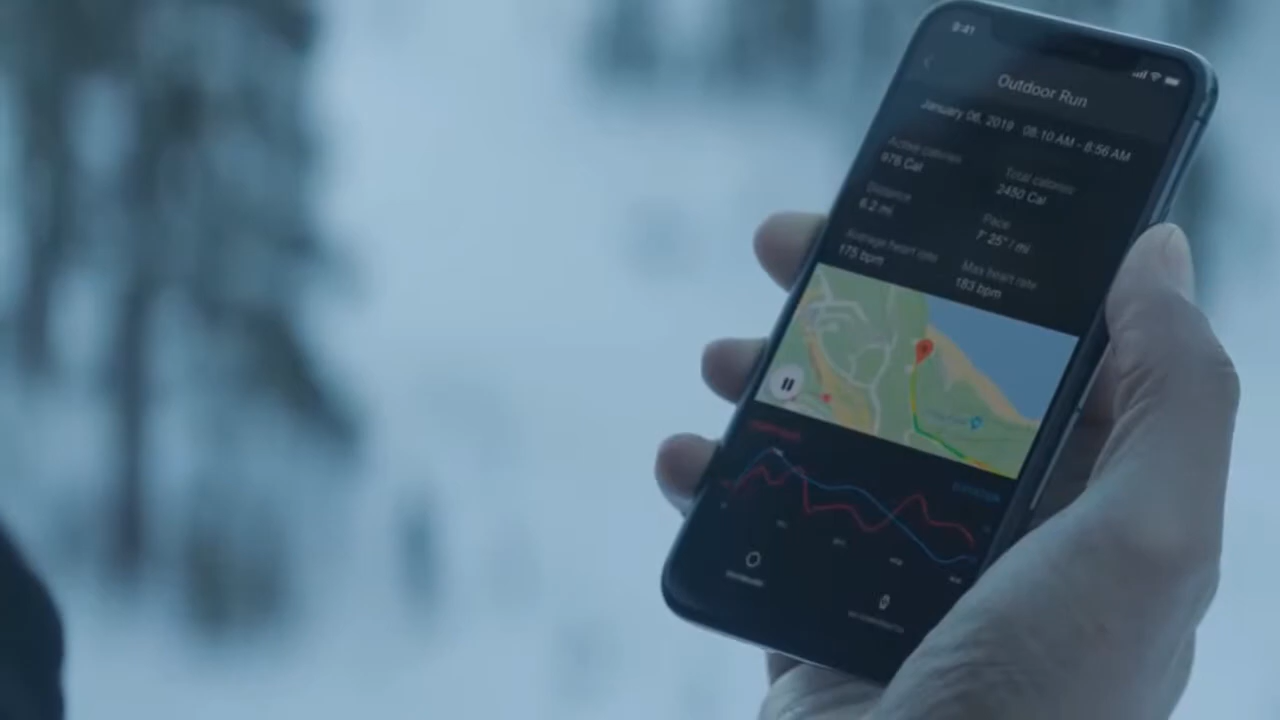 9:41
Outdoor Run
January 06, 2019 08:10 AM - 8:56 AM
Active calories
976 Cal
Total calories
2450 Cal
Distance
6.2 mi
Pace
7' 25" / mi
Average heart rate
175 bpm
Max heart rate
183 bpm